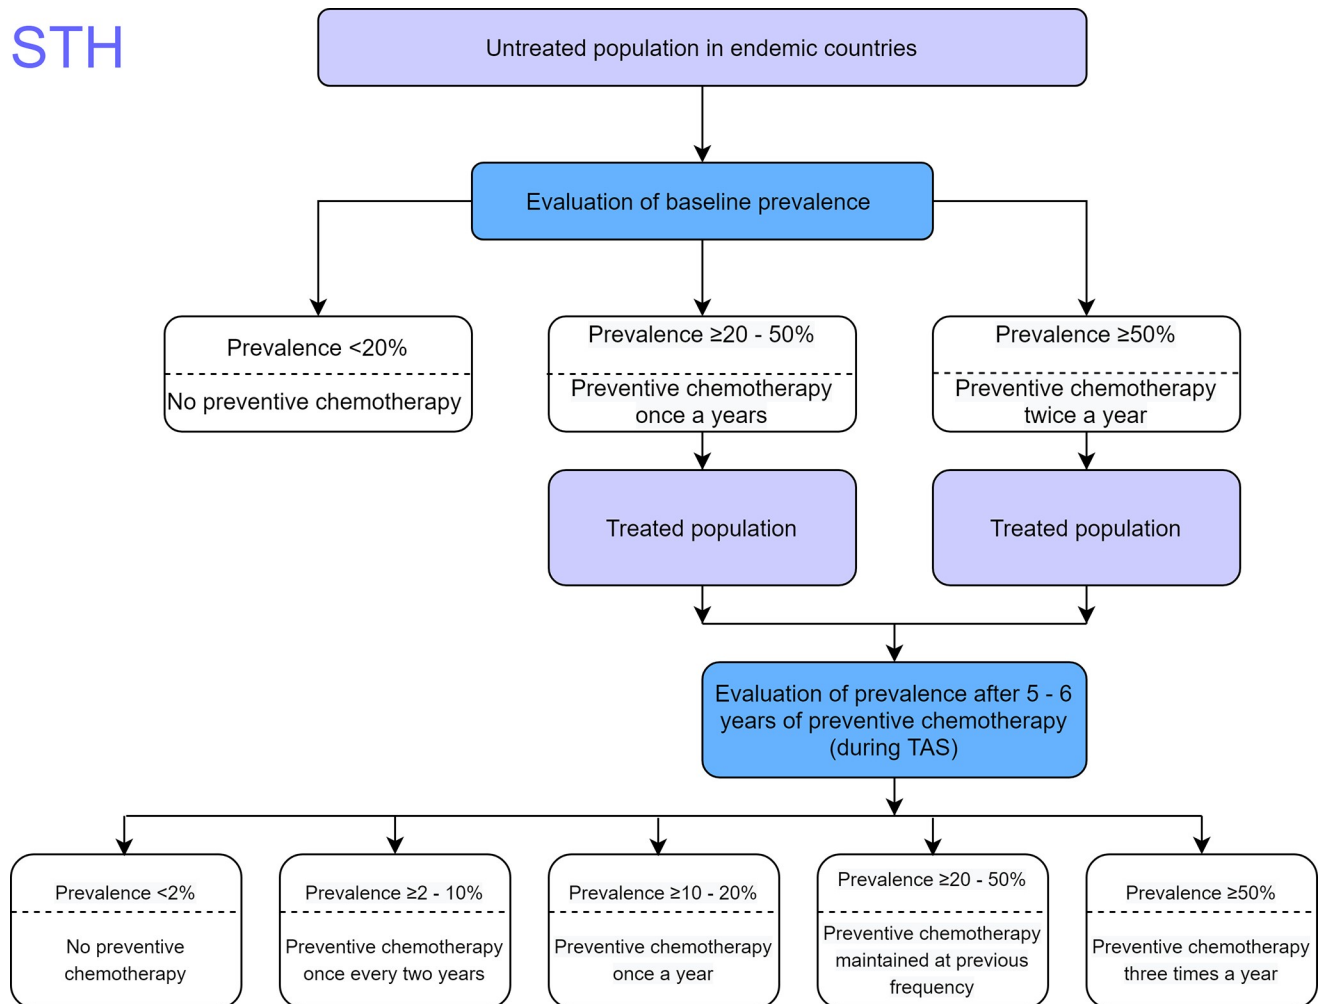 STH
Untreated population in endemic countries
Evaluation of baseline prevalence
Prevalence <20%
No preventive chemotherapy
Prevalence ≥20 - 50%
Preventive chemotherapy
once a years
Prevalence ≥50%
Preventive chemotherapy
twice a year
Treated population
Treated population
Evaluation of prevalence after 5 - 6
years of preventive chemotherapy
(during TAS)
Prevalence <2%
No preventive
chemotherapy
Prevalence ≥2 - 10%
Preventive chemotherapy
once every two years
Prevalence ≥10 - 20%
Preventive chemotherapy
once a year
Prevalence ≥20 - 50%
Preventive chemotherapy
maintained at previous
frequency
Prevalence ≥50%
Preventive chemotherapy
three times a year